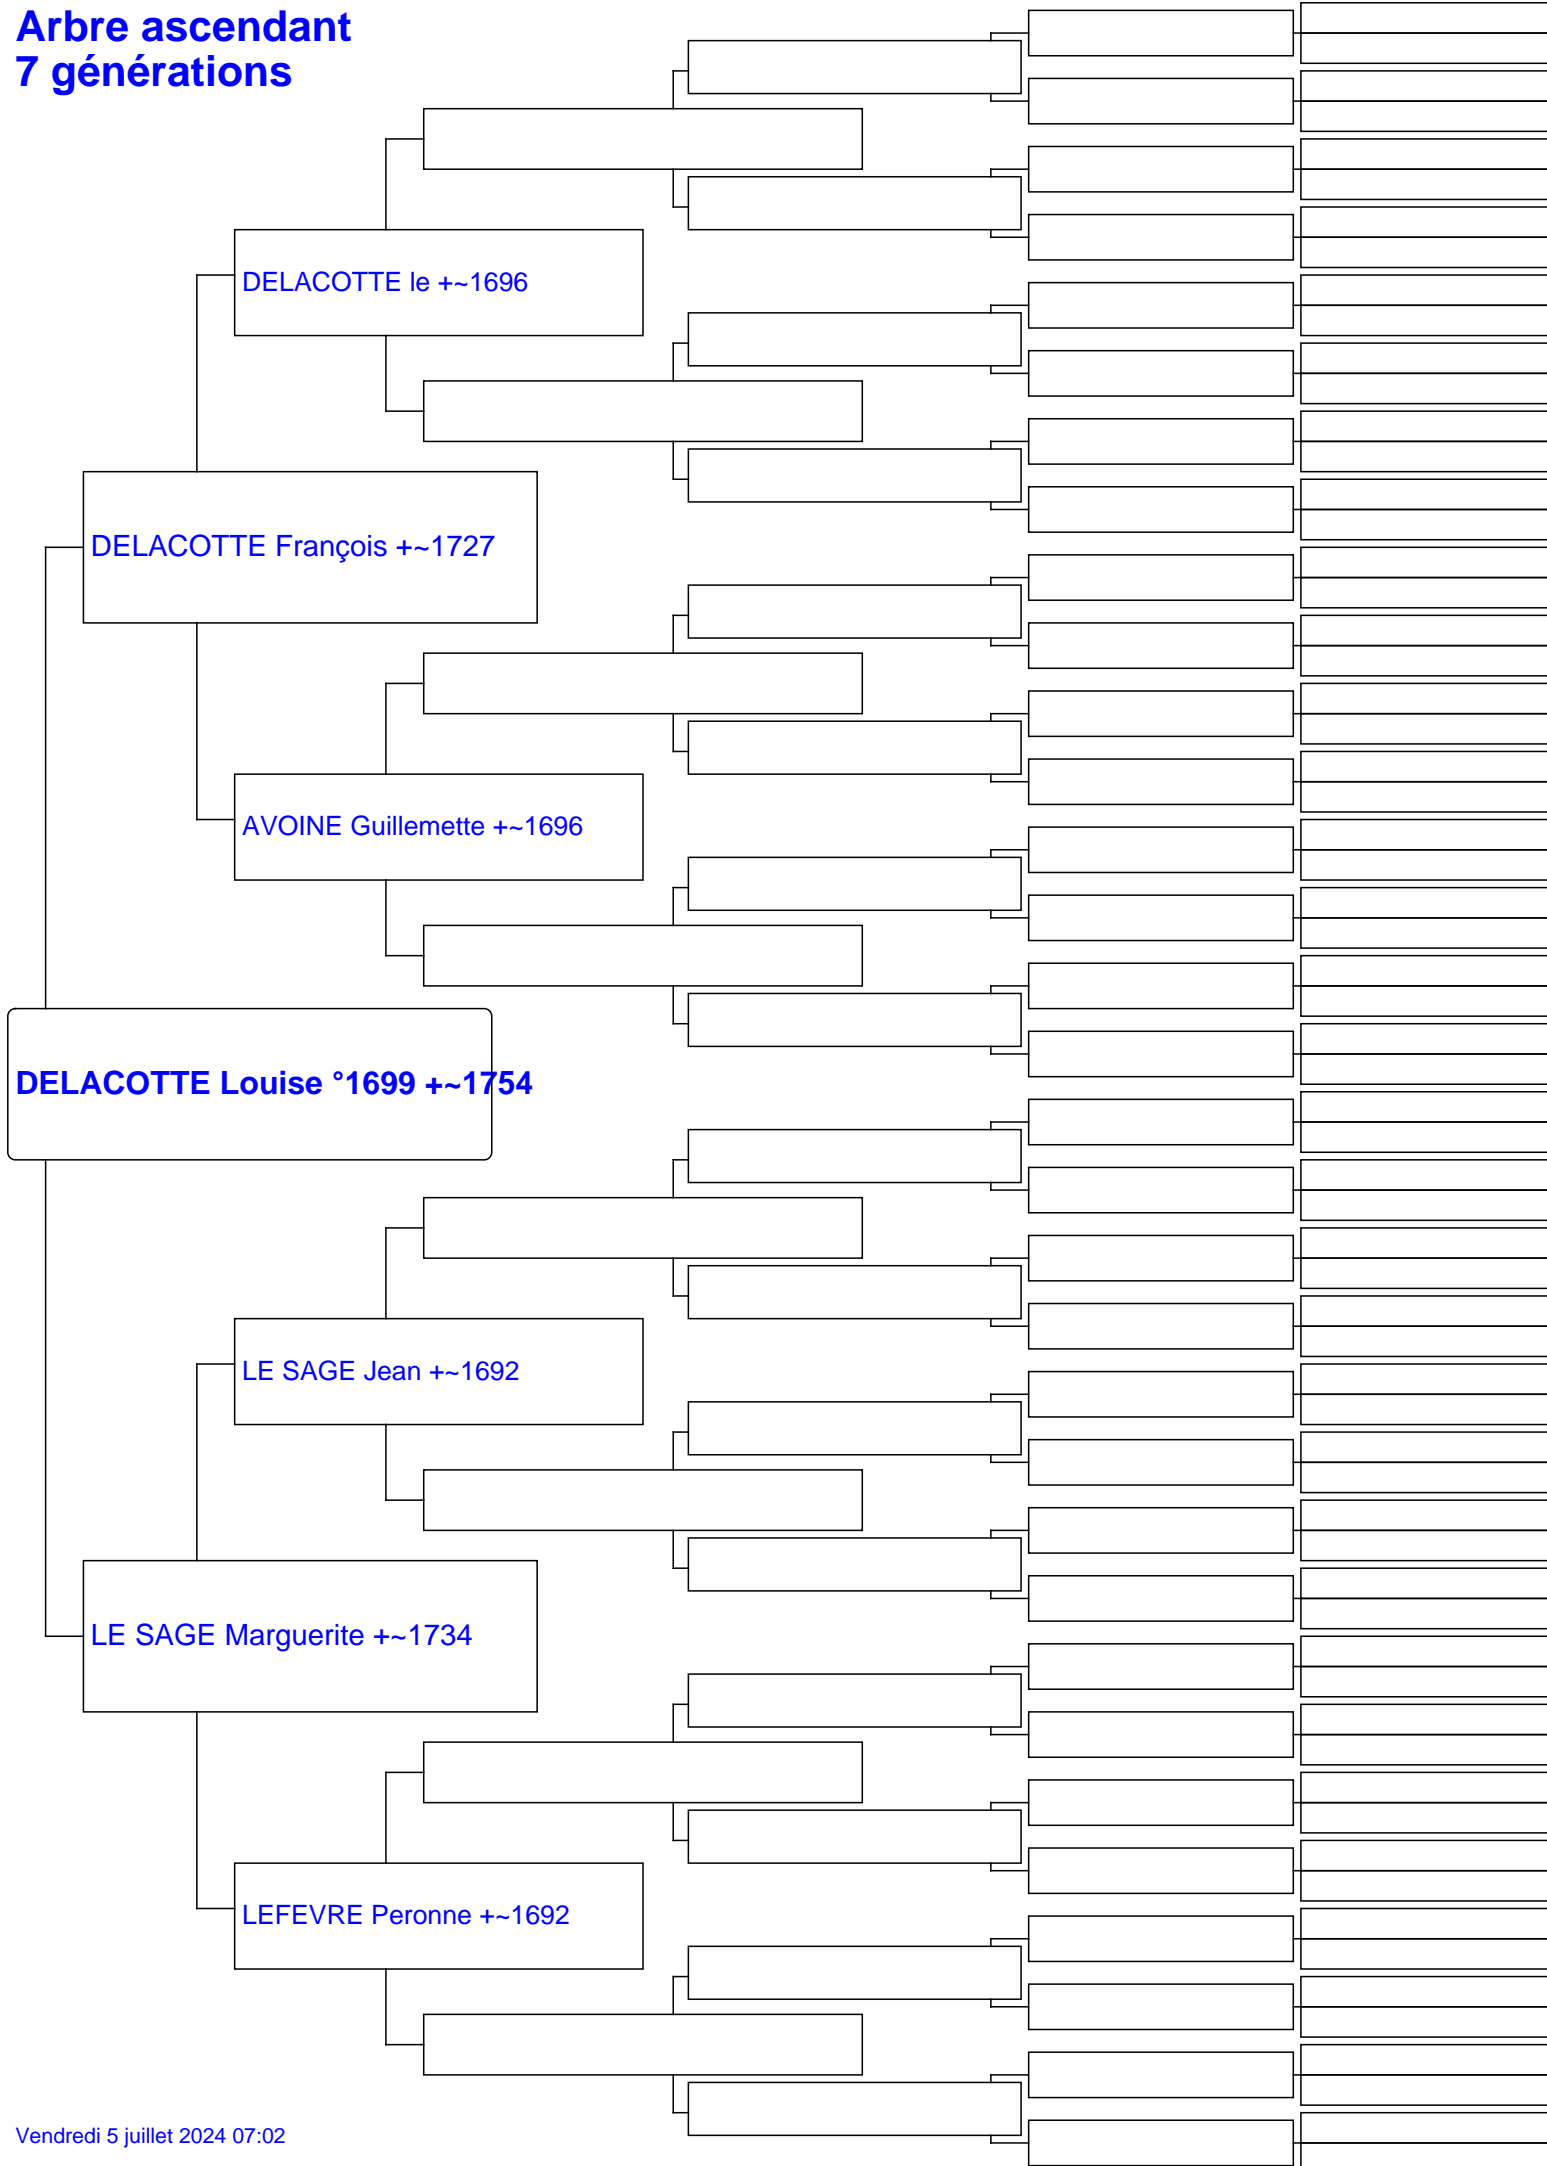 Arbre ascendant
7 générations
DELACOTTE le +~1696
DELACOTTE François +~1727
AVOINE Guillemette +~1696
DELACOTTE Louise °1699 +~1754
LE SAGE Jean +~1692
LE SAGE Marguerite +~1734
LEFEVRE Peronne +~1692
Vendredi 5 juillet 2024 07:02